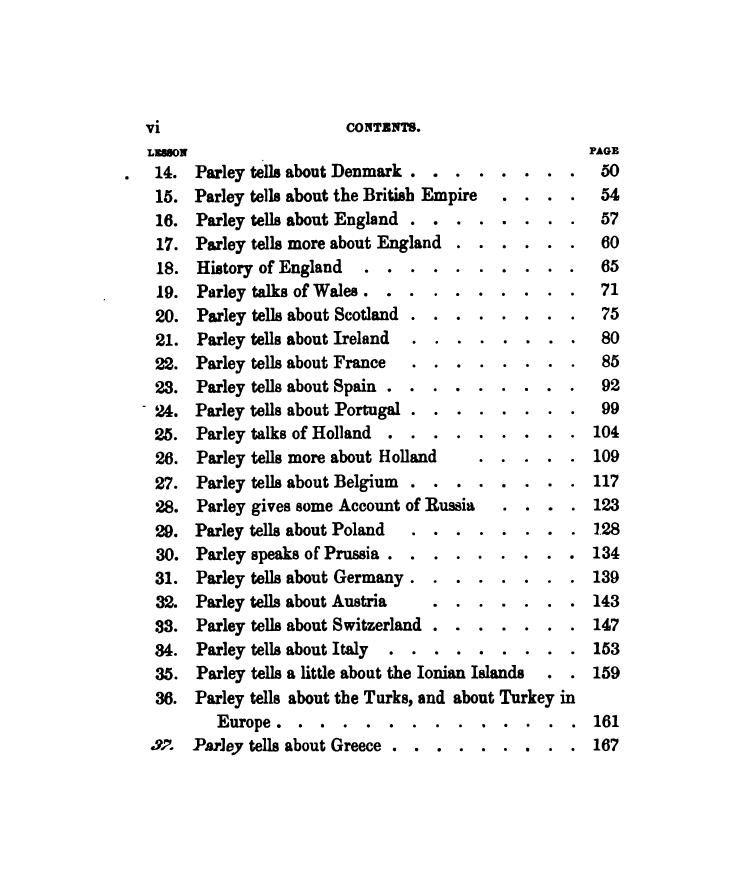 vi CONTENTS.
LESSON PAGE
14. Parley tells about Denmark . . . . . . . . 50
15. Parley tells about the British Empire . . . . 54
16. Parley tells about England . . . . . . . . 57
17. Parley tells more about England . . . . . . 60
18. History of England . . . . . . . . . . 65
19. Parley talks of Wales . . . . . . . . . . 71
20. Parley tells about Scotland . . . . . . . . 75
21. Parley tells about Ireland . . . . . . . . 80
22. Parley tells about France . . . . . . . . 85
23. Parley tells about Spain . . . . . . . . . 92
24. Parley tells about Portugal . . . . . . . . 99
25. Parley talks of Holland . . . . . . . . . 104
26. Parley tells more about Holland . . . . . 109
27. Parley tells about Belgium . . . . . . . . 117
28. Parley gives some Account of Russia . . . . 123
29. Parley tells about Poland . . . . . . . . 128
30. Parley speaks of Prussia . . . . . . . . . 134
31. Parley tells about Germany . . . . . . . . 139
32. Parley tells about Austria . . . . . . . 143
33. Parley tells about Switzerland . . . . . . . 147
34. Parley tells about Italy . . . . . . . . . 153
35. Parley tells a little about the Ionian Islands . . 159
36. Parley tells about the Turks, and about Turkey in
Europe . . . . . . . . . . . . . . 161
37. Parley tells about Greece . . . . . . . . . 167